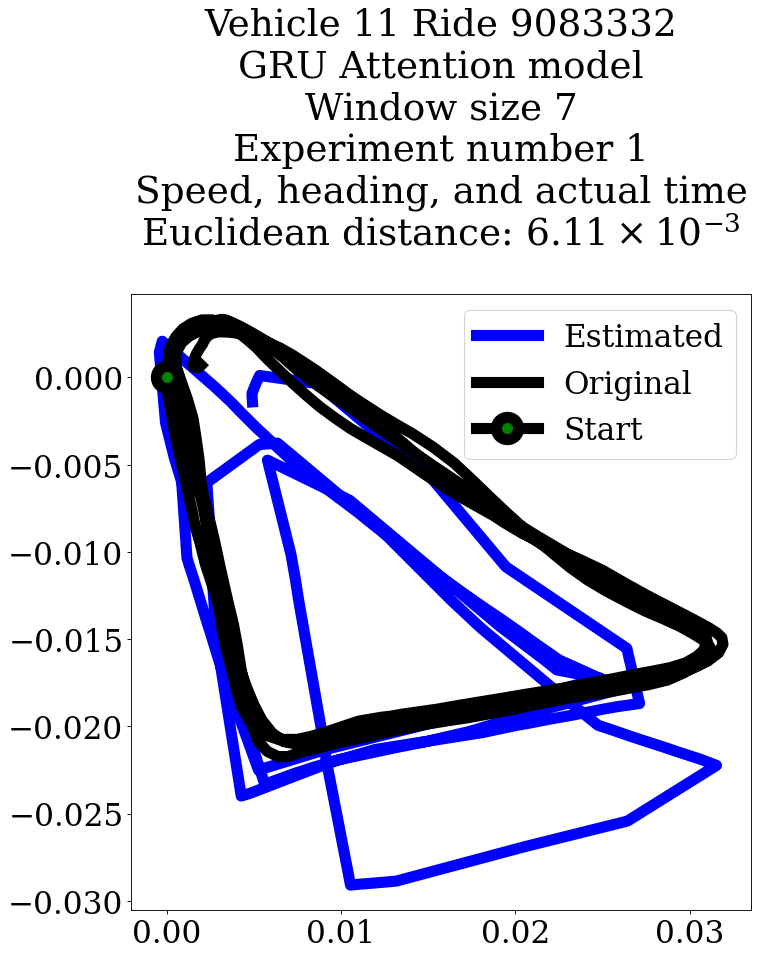 Vehicle 11 Ride 9083332
GRU Attention model
Window size 7
Experiment number 1
Speed, heading, and actual time
Euclidean distance: 6.11 × 10⁻³
Estimated
Original
Start
0.000
−0.005
−0.010
−0.015
−0.020
−0.025
−0.030
0.00 0.01 0.02 0.03